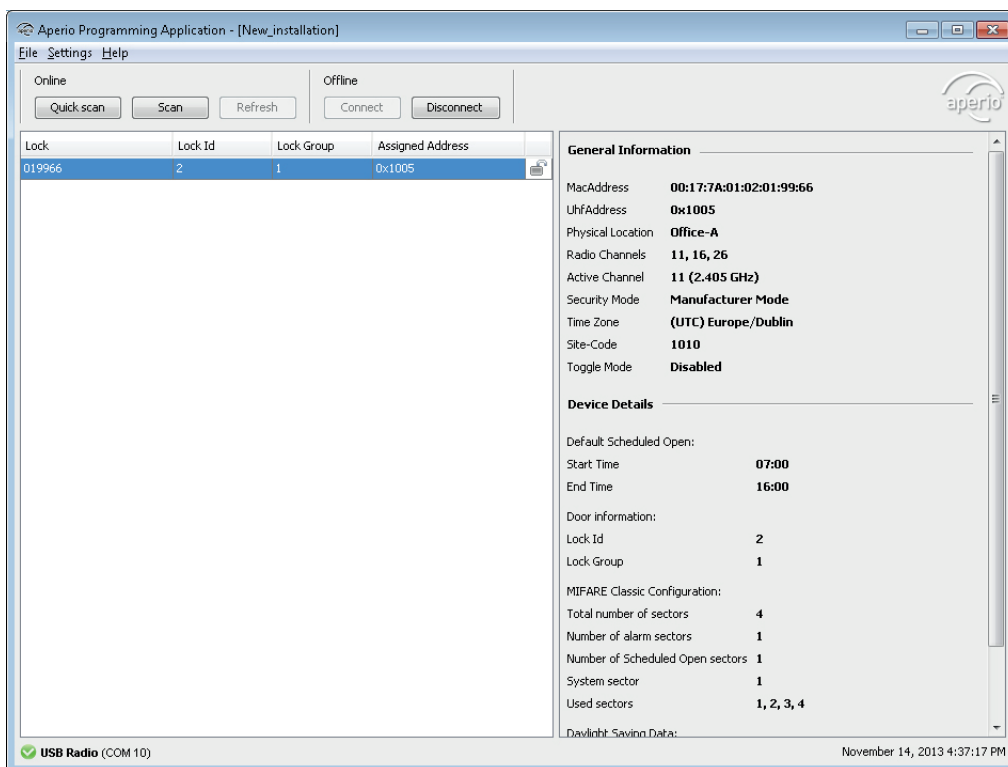 Aperio Programming Application - [New_installation]
File Settings Help
Online Offline
Quick scan Scan Refresh Connect Disconnect
aperio
Lock Lock Id Lock Group Assigned Address
019966 2 1 0x1005
General Information
MacAddress 00:17:7A:01:02:01:99:66
UhfAddress 0x1005
Physical Location Office-A
Radio Channels 11, 16, 26
Active Channel 11 (2.405 GHz)
Security Mode Manufacturer Mode
Time Zone (UTC) Europe/Dublin
Site-Code 1010
Toggle Mode Disabled
Device Details
Default Scheduled Open:
Start Time 07:00
End Time 16:00
Door information:
Lock Id 2
Lock Group 1
MIFARE Classic Configuration:
Total number of sectors 4
Number of alarm sectors 1
Number of Scheduled Open sectors 1
System sector 1
Used sectors 1, 2, 3, 4
Daylight Saving Data:
USB Radio (COM 10) November 14, 2013 4:37:17 PM